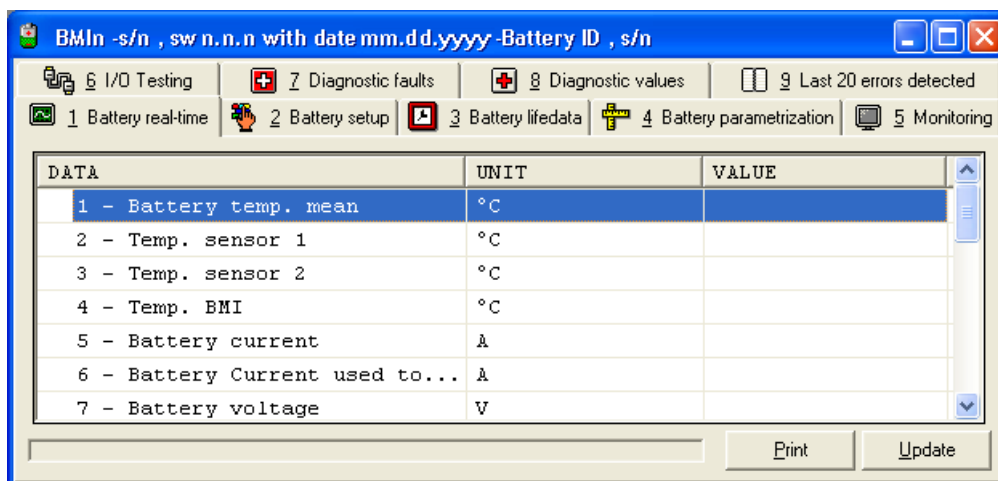 BMIn -s/n , sw n.n.n with date mm.dd.yyyy -Battery ID , s/n
6 I/O Testing 7 Diagnostic faults 8 Diagnostic values 9 Last 20 errors detected
1 Battery real-time 2 Battery setup 3 Battery lifedata 4 Battery parametrization 5 Monitoring
DATA UNIT VALUE
1 - Battery temp. mean °C
2 - Temp. sensor 1 °C
3 - Temp. sensor 2 °C
4 - Temp. BMI °C
5 - Battery current A
6 - Battery Current used to... A
7 - Battery voltage V
Print Update